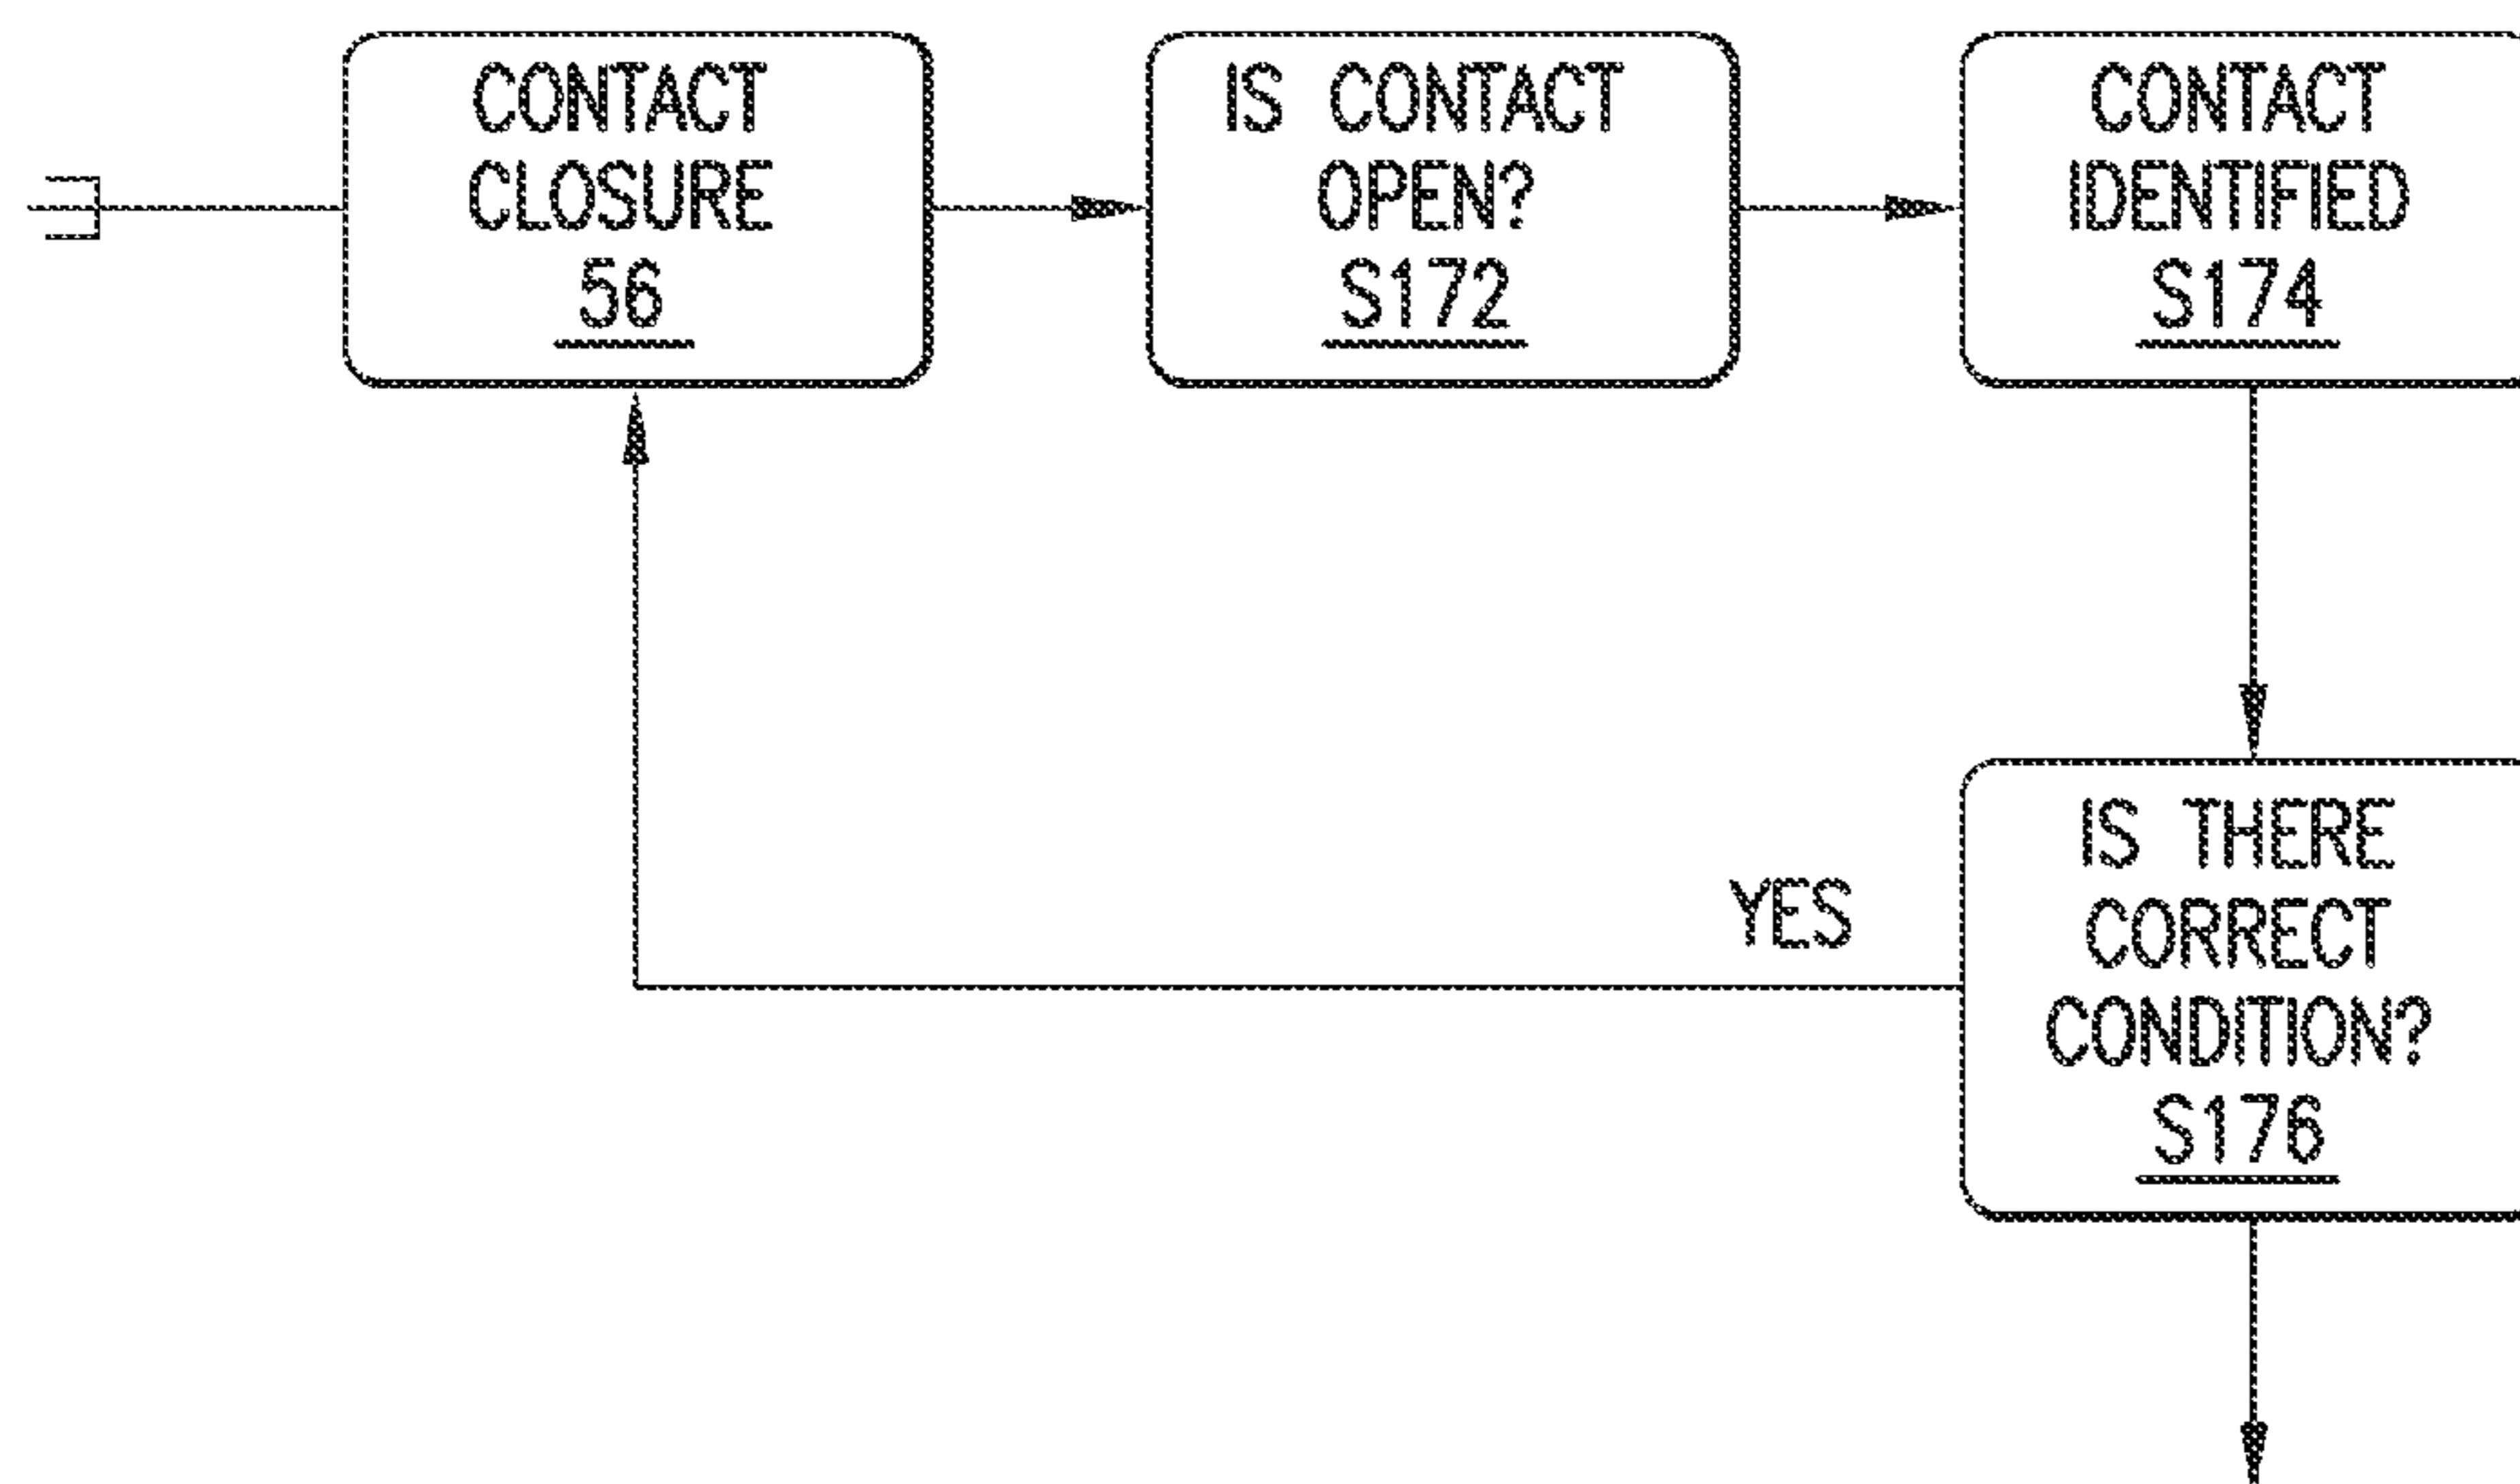 CONTACT
CLOSURE
56
IS CONTACT
OPEN?
S172
CONTACT
IDENTIFIED
S174
IS THERE
CORRECT
CONDITION?
S176
YES